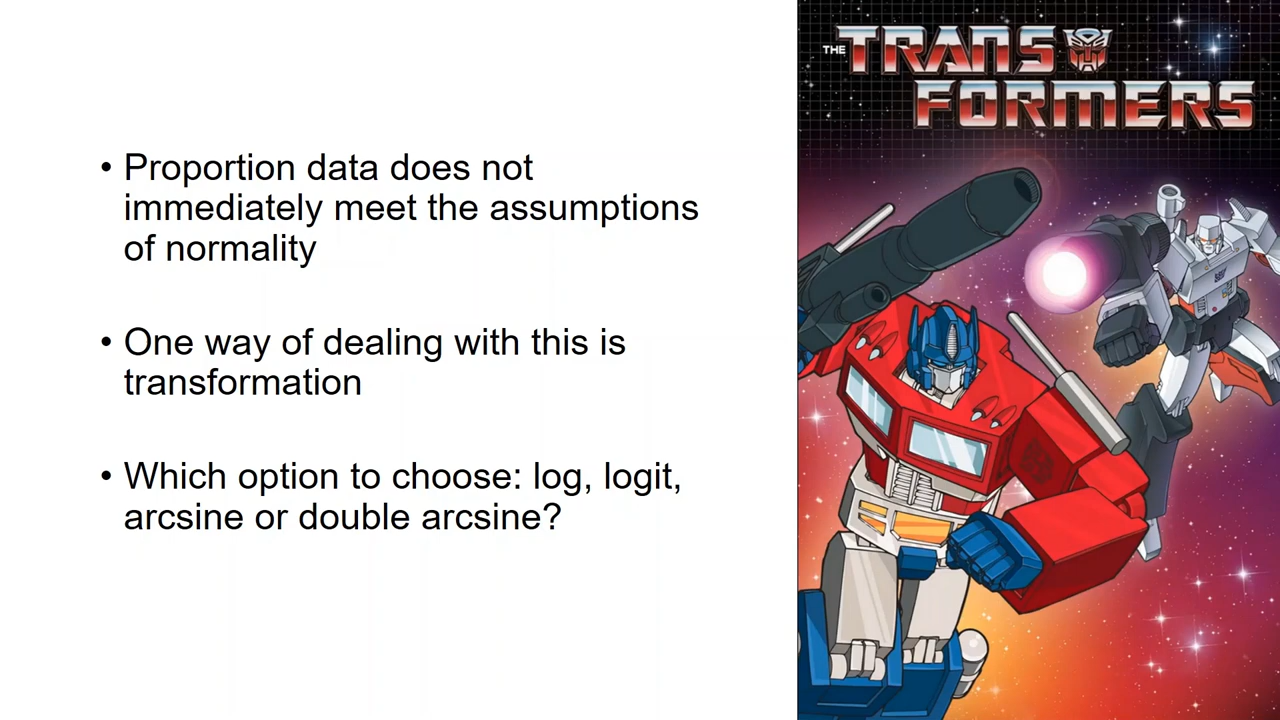 • Proportion data does not
immediately meet the assumptions
of normality
• One way of dealing with this is
transformation
• Which option to choose: log, logit,
arcsine or double arcsine?
THE TRANS
FORMERS